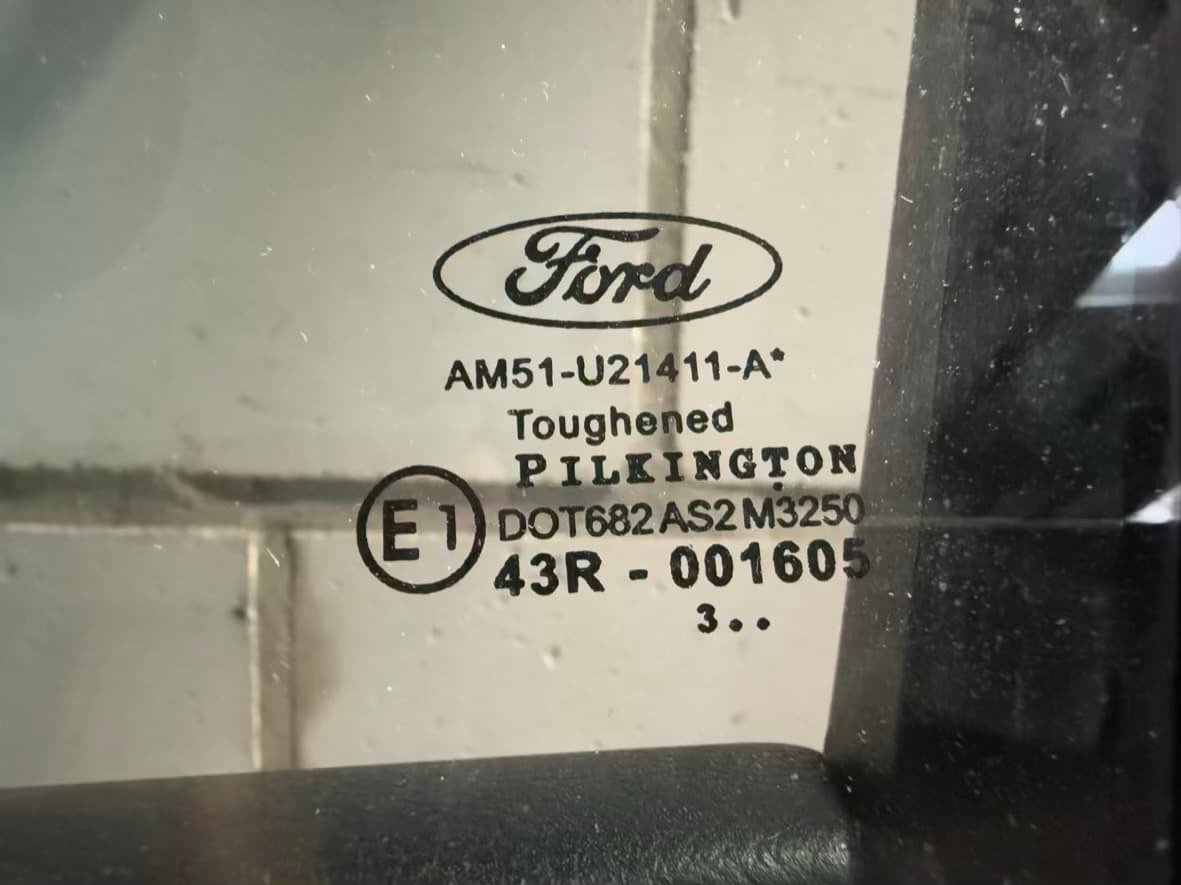 Ford
AM51-U21411-A*
Toughened
PILKINGTON
E1
DOT682 AS2 M3250
43R - 001605
3..